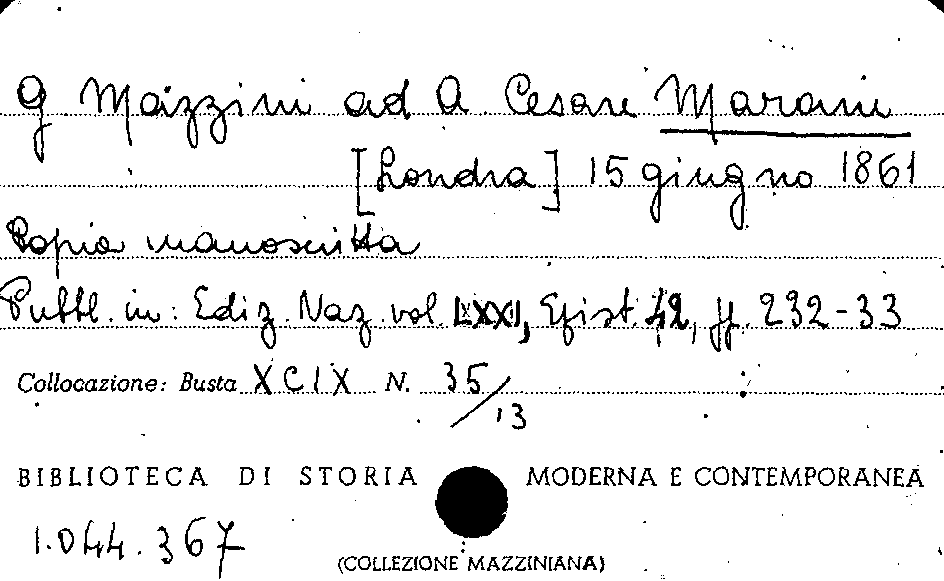 G Mazzini ad A. Cesare Marani
[Londra] 15 giugno 1861
Copia manoscritta
Pubbl. in: Ediz. Naz. vol. LXXI, Epist. 42, pp. 232-33
Collocazione: Busta XCIX N. 35/13
BIBLIOTECA DI STORIA MODERNA E CONTEMPORANEA
1.044.367
(COLLEZIONE MAZZINIANA)